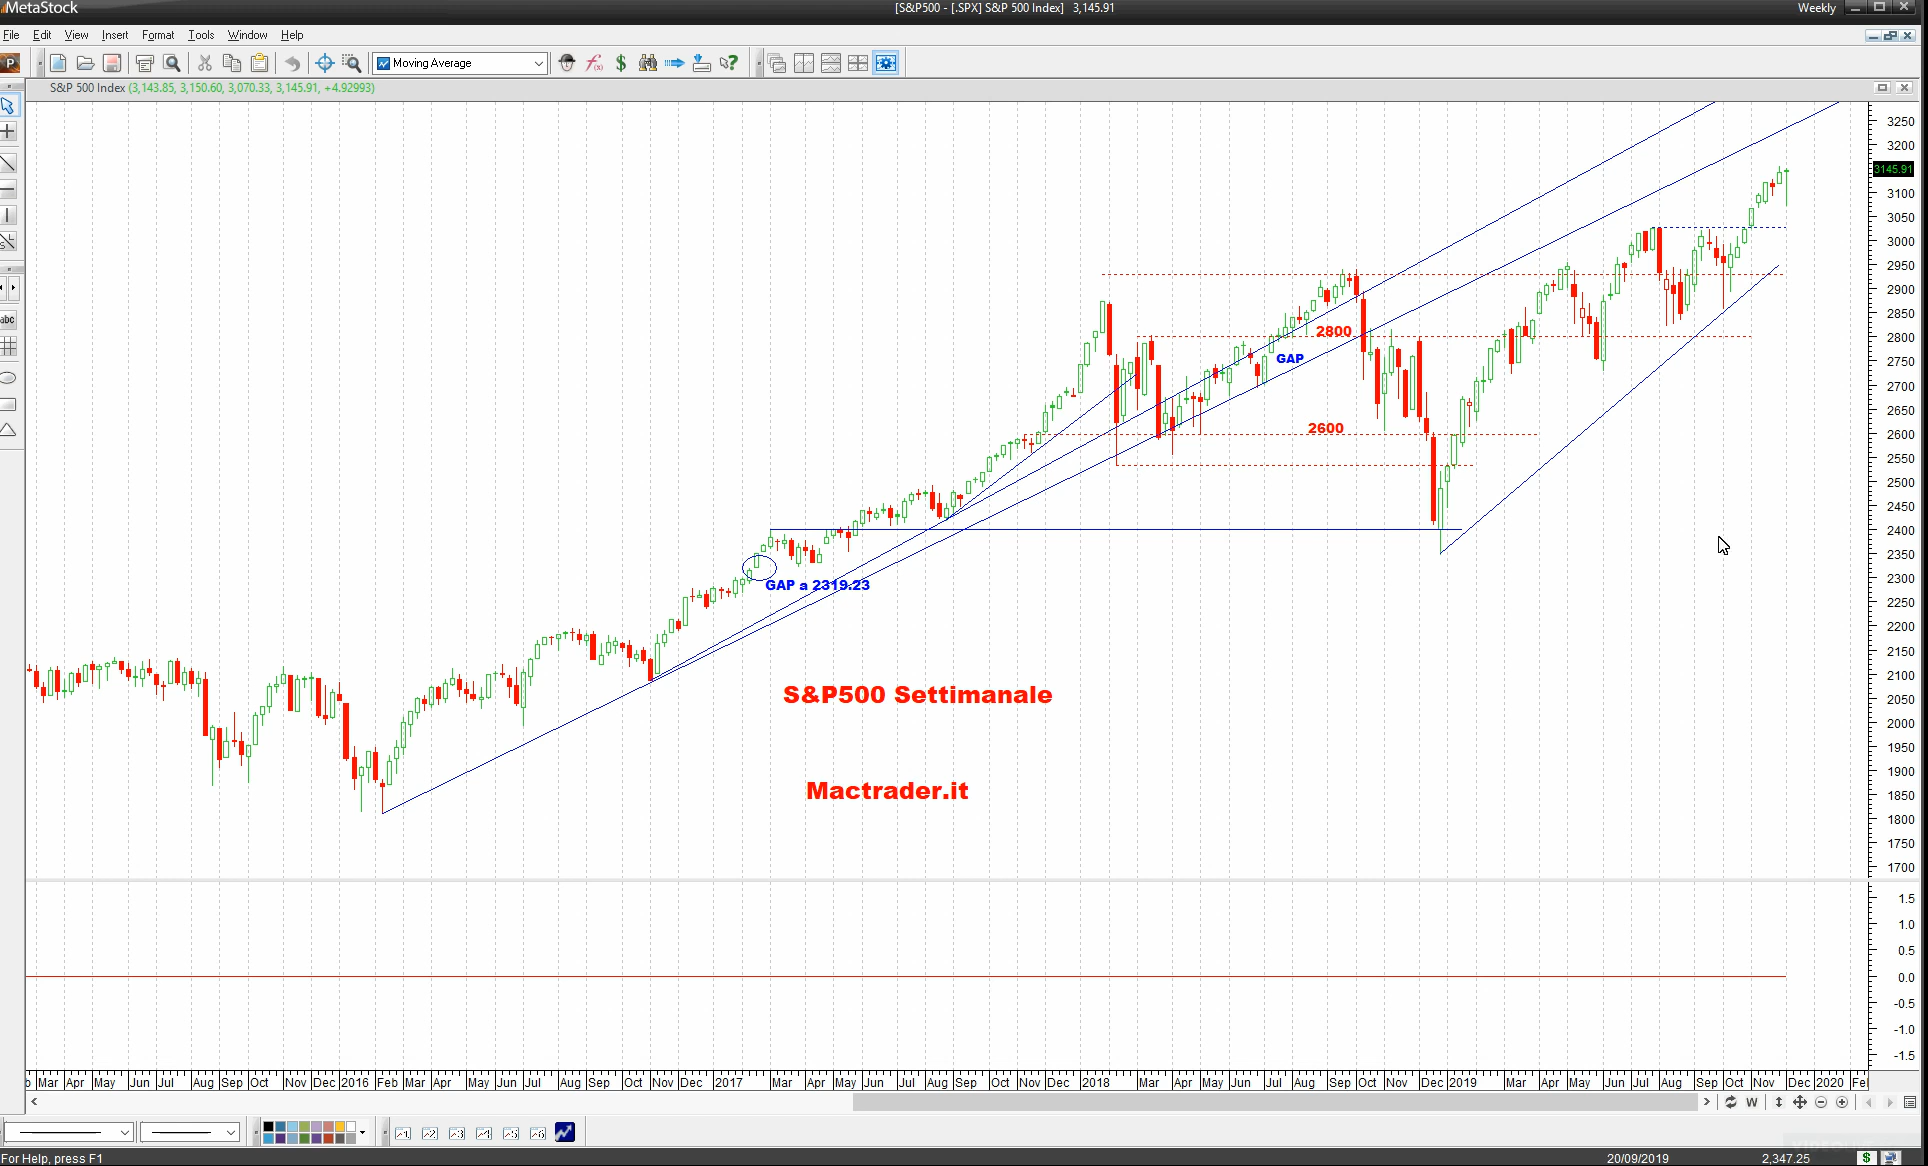 MetaStock
[S&P500 - [.SPX] S&P 500 Index] 3,145.91
Weekly
File Edit View Insert Format Tools Window Help
P
Moving Average
S&P 500 Index (3,143.85, 3,150.60, 3,070.33, 3,145.91, +4.92993)
abc
3250
3200
3145.91
3100
3050
3000
2950
2900
2850
2800
2750
2700
2650
2600
2550
2500
2450
2400
2350
2300
2250
2200
2150
2100
2050
2000
1950
1900
1850
1800
1750
1700
2800
GAP
2600
GAP a 2319.23
S&P500 Settimanale
Mactrader.it
1.5
1.0
0.5
0.0
-0.5
-1.0
-1.5
Mar Apr May Jun Jul Aug Sep Oct Nov Dec 2016 Feb Mar Apr May Jun Jul Aug Sep Oct Nov Dec 2017 Mar Apr May Jun Jul Aug Sep Oct Nov Dec 2018 Mar Apr May Jun Jul Aug Sep Oct Nov Dec 2019 Mar Apr May Jun Jul Aug Sep Oct Nov Dec 2020 Fel
W
For Help, press F1
20/09/2019
2,347.25
$